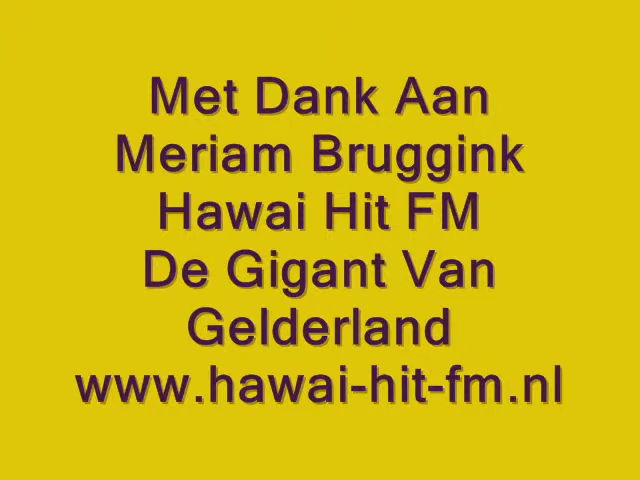 Met Dank Aan
Meriam Bruggink
Hawai Hit FM
De Gigant Van
Gelderland
www.hawai-hit-fm.nl